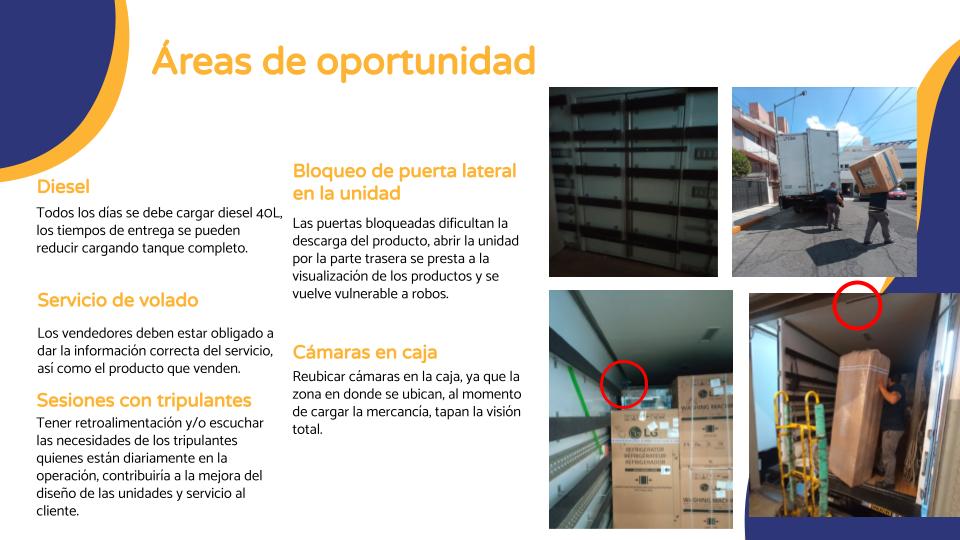 Áreas de oportunidad
Diesel
Todos los días se debe cargar diesel 40L,
los tiempos de entrega se pueden
reducir cargando tanque completo.
Servicio de volado
Los vendedores deben estar obligado a
dar la información correcta del servicio,
así como el producto que venden.
Sesiones con tripulantes
Tener retroalimentación y/o escuchar
las necesidades de los tripulantes
quienes están diariamente en la
operación, contribuiría a la mejora del
diseño de las unidades y servicio al
cliente.
Bloqueo de puerta lateral
en la unidad
Las puertas bloqueadas dificultan la
descarga del producto, abrir la unidad
por la parte trasera se presta a la
visualización de los productos y se
vuelve vulnerable a robos.
Cámaras en caja
Reubicar cámaras en la caja, ya que la
zona en donde se ubican, al momento
de cargar la mercancía, tapan la visión
total.
WASHING MACHI
LG
REFRIGERATOR
REFRIGÉRATEUR
REFRIGERADOR
WASHING MACH